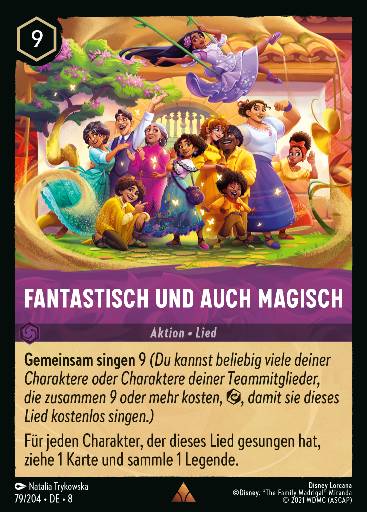 9
FANTASTISCH UND AUCH MAGISCH
Aktion • Lied
Gemeinsam singen 9 (Du kannst beliebig viele deiner
Charaktere oder Charaktere deiner Teammitglieder,
die zusammen 9 oder mehr kosten, , damit sie dieses
Lied kostenlos singen.)
Für jeden Charakter, der dieses Lied gesungen hat,
ziehe 1 Karte und sammle 1 Legende.
Natalia Trykowska
79/204 • DE • 8
Disney Lorcana
©Disney. "The Family Madrigal" Miranda
© 2021 WDMC (ASCAP)